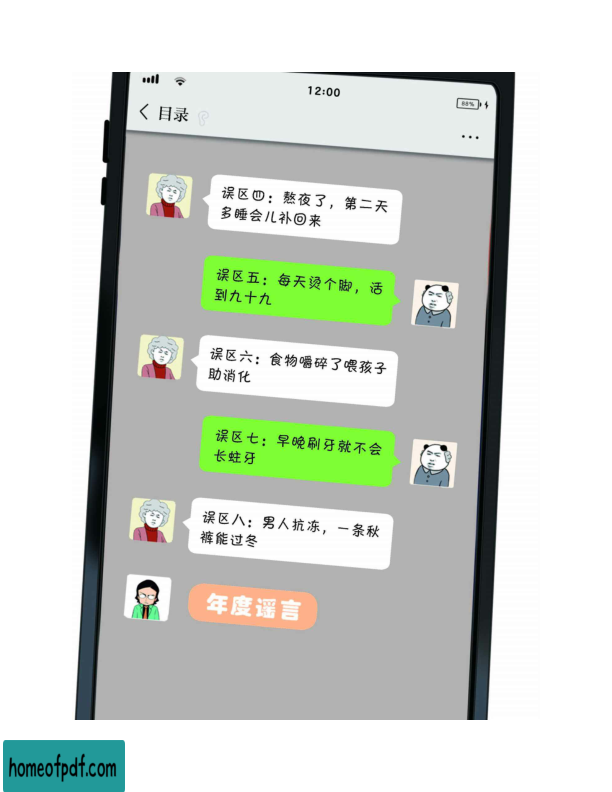 12:00
88%
目录
误区四：熬夜了，第二天
多睡会儿补回来
误区五：每天烫个脚，活
到九十九
误区六：食物嚼碎了喂孩子
助消化
误区七：早晚刷牙就不会
长蛀牙
误区八：男人抗冻，一条秋
裤能过冬
年度谣言
homeofpdf.com